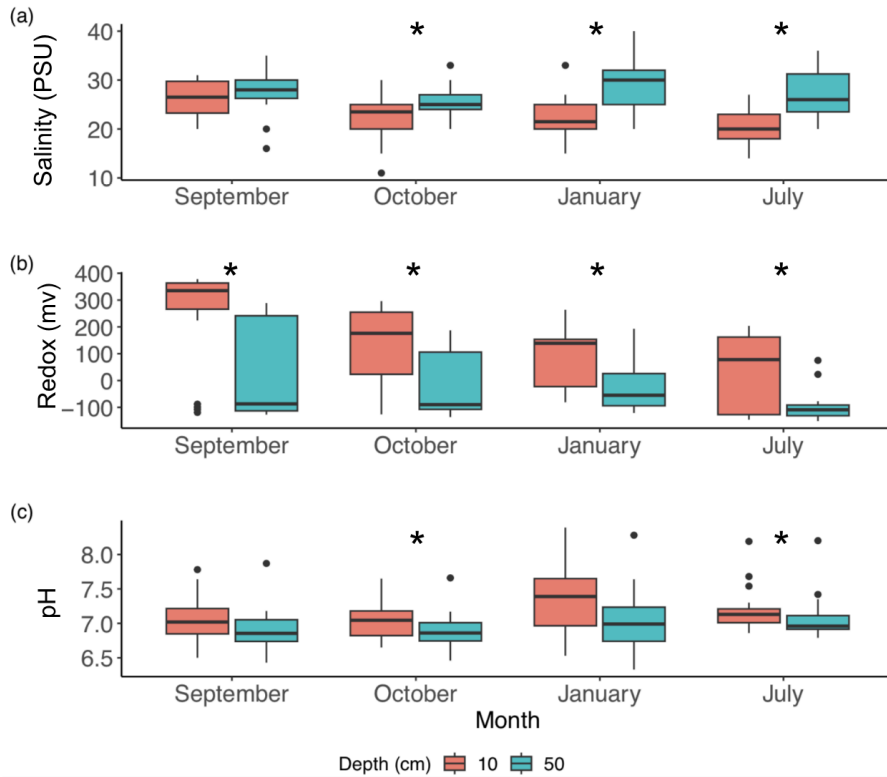 (a)
Salinity (PSU)
40
30
20
10
* * *
September October January July
(b)
Redox (mv)
400
300
200
100
0
−100
* * * *
September October January July
(c)
pH
8.0
7.5
7.0
6.5
* *
September October January July
Month
Depth (cm) 10 50